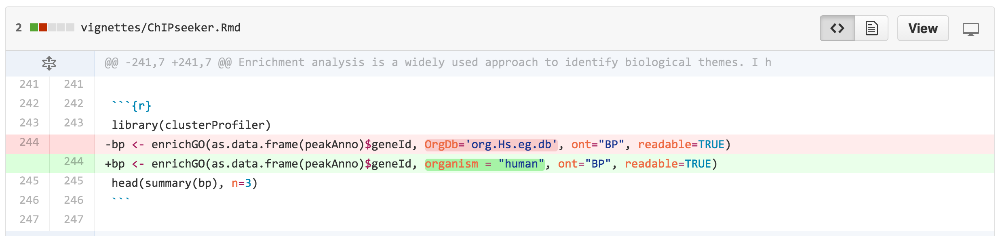 2 vignettes/ChIPseeker.Rmd <> View
@@ -241,7 +241,7 @@ Enrichment analysis is a widely used approach to identify biological themes. I h
241 241
242 242 ```{r}
243 243 library(clusterProfiler)
244 -bp <- enrichGO(as.data.frame(peakAnno)$geneId, OrgDb='org.Hs.eg.db', ont="BP", readable=TRUE)
244 +bp <- enrichGO(as.data.frame(peakAnno)$geneId, organism = "human", ont="BP", readable=TRUE)
245 245 head(summary(bp), n=3)
246 246 ```
247 247